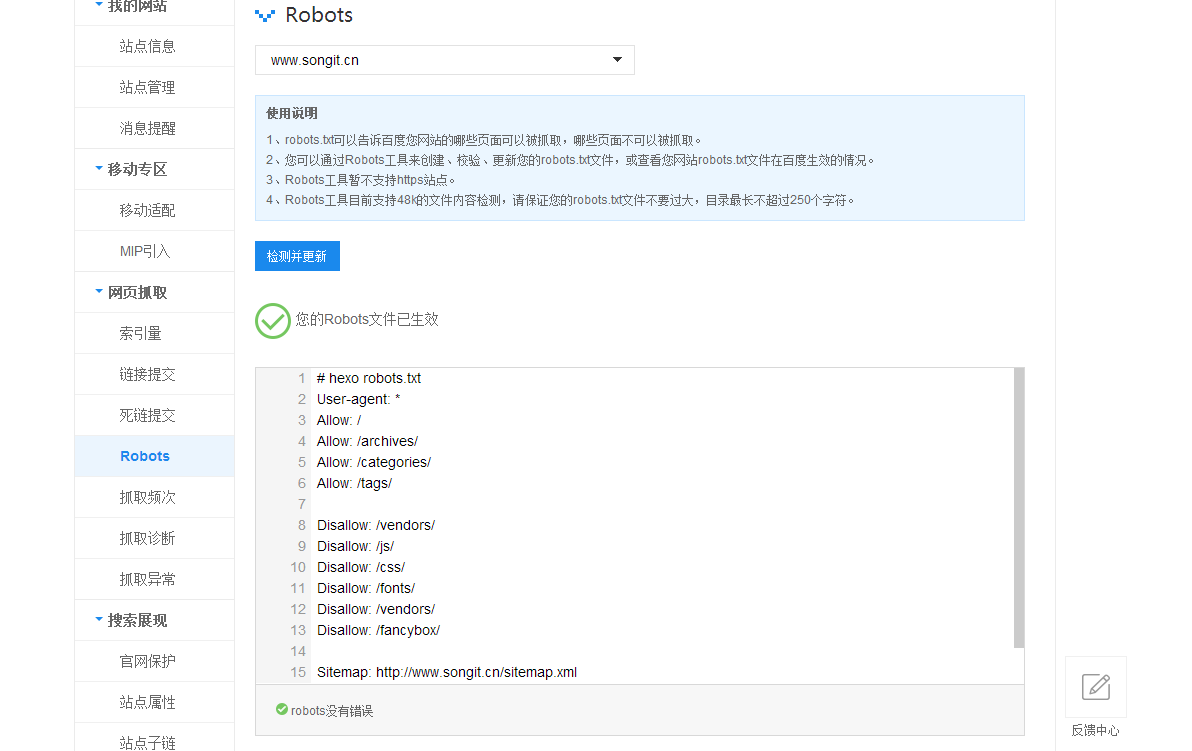 我的网站
站点信息
站点管理
消息提醒
移动专区
移动适配
MIP引入
网页抓取
索引量
链接提交
死链提交
Robots
抓取频次
抓取诊断
抓取异常
搜索展现
官网保护
站点属性
站点子链
Robots
www.songit.cn
使用说明
1、robots.txt可以告诉百度您网站的哪些页面可以被抓取，哪些页面不可以被抓取。
2、您可以通过Robots工具来创建、校验、更新您的robots.txt文件，或查看您网站robots.txt文件在百度生效的情况。
3、Robots工具暂不支持https站点。
4、Robots工具目前支持48k的文件内容检测，请保证您的robots.txt文件不要过大，目录最长不超过250个字符。
检测并更新
您的Robots文件已生效
1 # hexo robots.txt
2 User-agent: *
3 Allow: /
4 Allow: /archives/
5 Allow: /categories/
6 Allow: /tags/
7
8 Disallow: /vendors/
9 Disallow: /js/
10 Disallow: /css/
11 Disallow: /fonts/
12 Disallow: /vendors/
13 Disallow: /fancybox/
14
15 Sitemap: http://www.songit.cn/sitemap.xml
robots没有错误
反馈中心